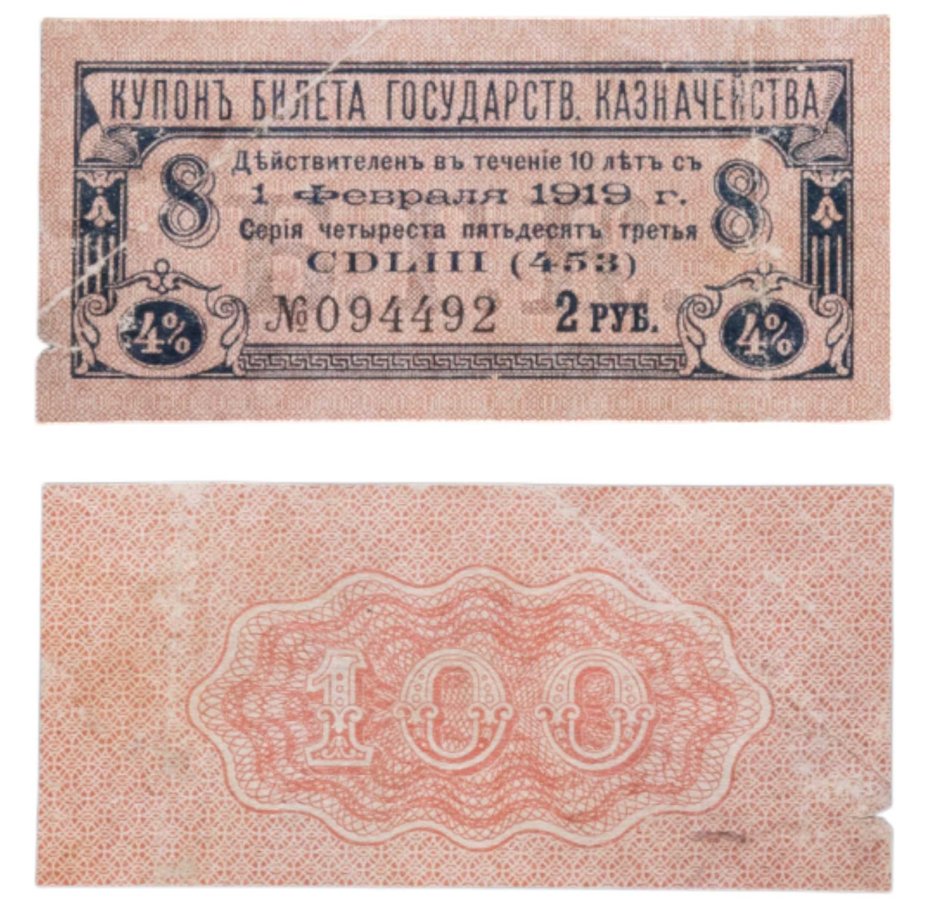 КУПОНЪ БИЛЕТА ГОСУДАРСТВ. КАЗНАЧЕЙСТВА
8 Дѣйствителенъ въ теченіе 10 лѣтъ съ 8
1 Февраля 1919 г.
Серія четыреста пятьдесятъ третья
CDLIII (453)
4% №094492 2 РУБ. 4%
100